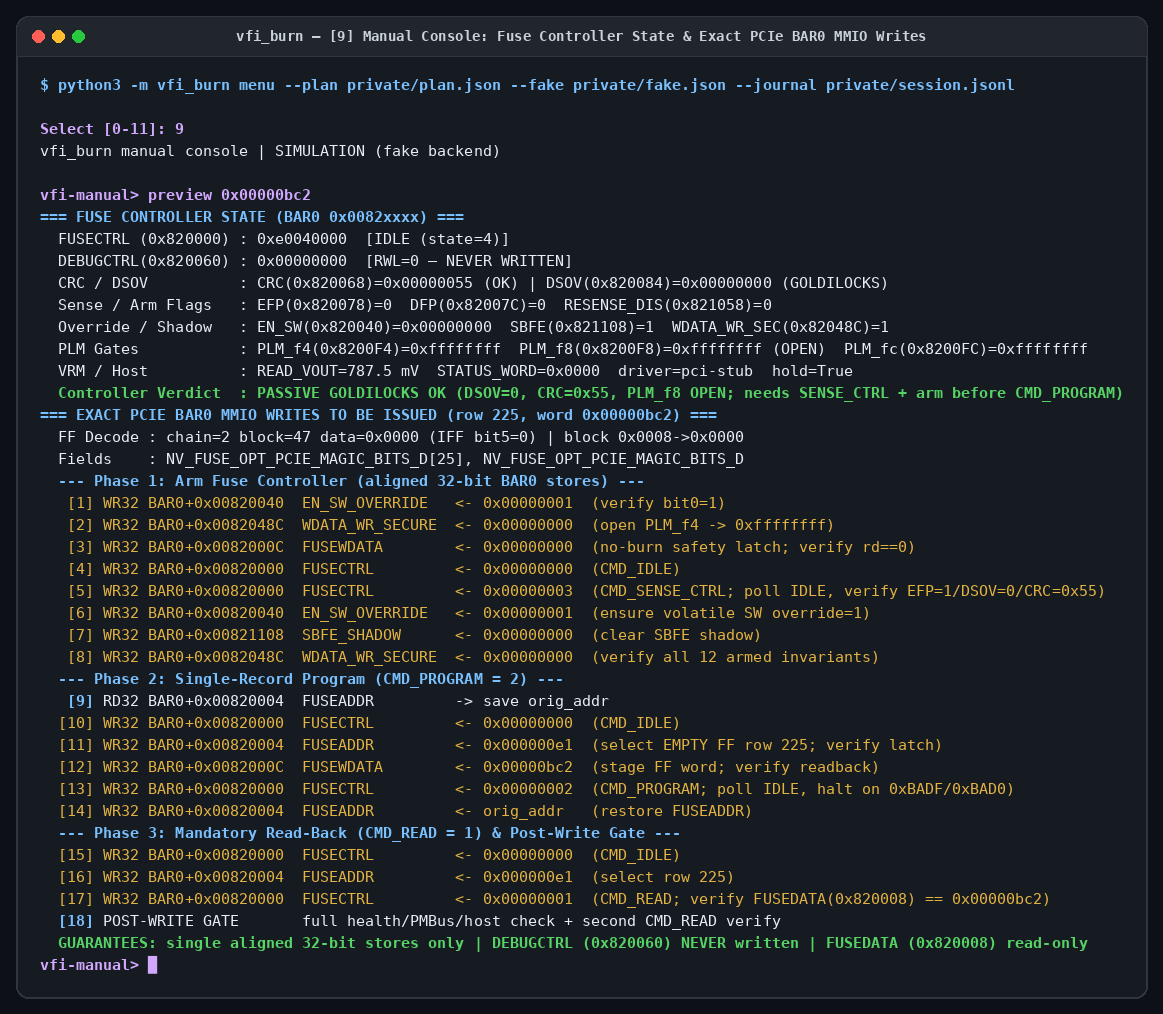 vfi_burn — [9] Manual Console: Fuse Controller State & Exact PCIe BAR0 MMIO Writes
$ python3 -m vfi_burn menu --plan private/plan.json --fake private/fake.json --journal private/session.jsonl
Select [0-11]: 9
vfi_burn manual console | SIMULATION (fake backend)
vfi-manual> preview 0x00000bc2
=== FUSE CONTROLLER STATE (BAR0 0x0082xxxx) ===
FUSECTRL (0x820000) : 0xe0040000  [IDLE (state=4)]
DEBUGCTRL(0x820060) : 0x00000000  [RWL=0 — NEVER WRITTEN]
CRC / DSOV          : CRC(0x820068)=0x00000055 (OK) | DSOV(0x820084)=0x00000000 (GOLDILOCKS)
Sense / Arm Flags   : EFP(0x820078)=0  DFP(0x82007C)=0  RESENSE_DIS(0x821058)=0
Override / Shadow   : EN_SW(0x820040)=0x00000000  SBFE(0x821108)=1  WDATA_WR_SEC(0x82048C)=1
PLM Gates           : PLM_f4(0x8200F4)=0xffffffff  PLM_f8(0x8200F8)=0xffffffff (OPEN)  PLM_fc(0x8200FC)=0xffffffff
VRM / Host          : READ_VOUT=787.5 mV  STATUS_WORD=0x0000  driver=pci-stub  hold=True
Controller Verdict  : PASSIVE GOLDILOCKS OK (DSOV=0, CRC=0x55, PLM_f8 OPEN; needs SENSE_CTRL + arm before CMD_PROGRAM)
=== EXACT PCIE BAR0 MMIO WRITES TO BE ISSUED (row 225, word 0x00000bc2) ===
FF Decode : chain=2 block=47 data=0x0000 (IFF bit5=0) | block 0x0008->0x0000
Fields    : NV_FUSE_OPT_PCIE_MAGIC_BITS_D[25], NV_FUSE_OPT_PCIE_MAGIC_BITS_D
--- Phase 1: Arm Fuse Controller (aligned 32-bit BAR0 stores) ---
[1] WR32 BAR0+0x00820040  EN_SW_OVERRIDE   <- 0x00000001  (verify bit0=1)
[2] WR32 BAR0+0x0082048C  WDATA_WR_SECURE  <- 0x00000000  (open PLM_f4 -> 0xffffffff)
[3] WR32 BAR0+0x0082000C  FUSEWDATA        <- 0x00000000  (no-burn safety latch; verify rd==0)
[4] WR32 BAR0+0x00820000  FUSECTRL         <- 0x00000000  (CMD_IDLE)
[5] WR32 BAR0+0x00820000  FUSECTRL         <- 0x00000003  (CMD_SENSE_CTRL; poll IDLE, verify EFP=1/DSOV=0/CRC=0x55)
[6] WR32 BAR0+0x00820040  EN_SW_OVERRIDE   <- 0x00000001  (ensure volatile SW override=1)
[7] WR32 BAR0+0x00821108  SBFE_SHADOW      <- 0x00000000  (clear SBFE shadow)
[8] WR32 BAR0+0x0082048C  WDATA_WR_SECURE  <- 0x00000000  (verify all 12 armed invariants)
--- Phase 2: Single-Record Program (CMD_PROGRAM = 2) ---
[9] RD32 BAR0+0x00820004  FUSEADDR         -> save orig_addr
[10] WR32 BAR0+0x00820000  FUSECTRL         <- 0x00000000  (CMD_IDLE)
[11] WR32 BAR0+0x00820004  FUSEADDR         <- 0x000000e1  (select EMPTY FF row 225; verify latch)
[12] WR32 BAR0+0x0082000C  FUSEWDATA        <- 0x00000bc2  (stage FF word; verify readback)
[13] WR32 BAR0+0x00820000  FUSECTRL         <- 0x00000002  (CMD_PROGRAM; poll IDLE, halt on 0xBADF/0xBAD0)
[14] WR32 BAR0+0x00820004  FUSEADDR         <- orig_addr   (restore FUSEADDR)
--- Phase 3: Mandatory Read-Back (CMD_READ = 1) & Post-Write Gate ---
[15] WR32 BAR0+0x00820000  FUSECTRL         <- 0x00000000  (CMD_IDLE)
[16] WR32 BAR0+0x00820004  FUSEADDR         <- 0x000000e1  (select row 225)
[17] WR32 BAR0+0x00820000  FUSECTRL         <- 0x00000001  (CMD_READ; verify FUSEDATA(0x820008) == 0x00000bc2)
[18] POST-WRITE GATE       full health/PMBus/host check + second CMD_READ verify
GUARANTEES: single aligned 32-bit stores only | DEBUGCTRL (0x820060) NEVER written | FUSEDATA (0x820008) read-only
vfi-manual>